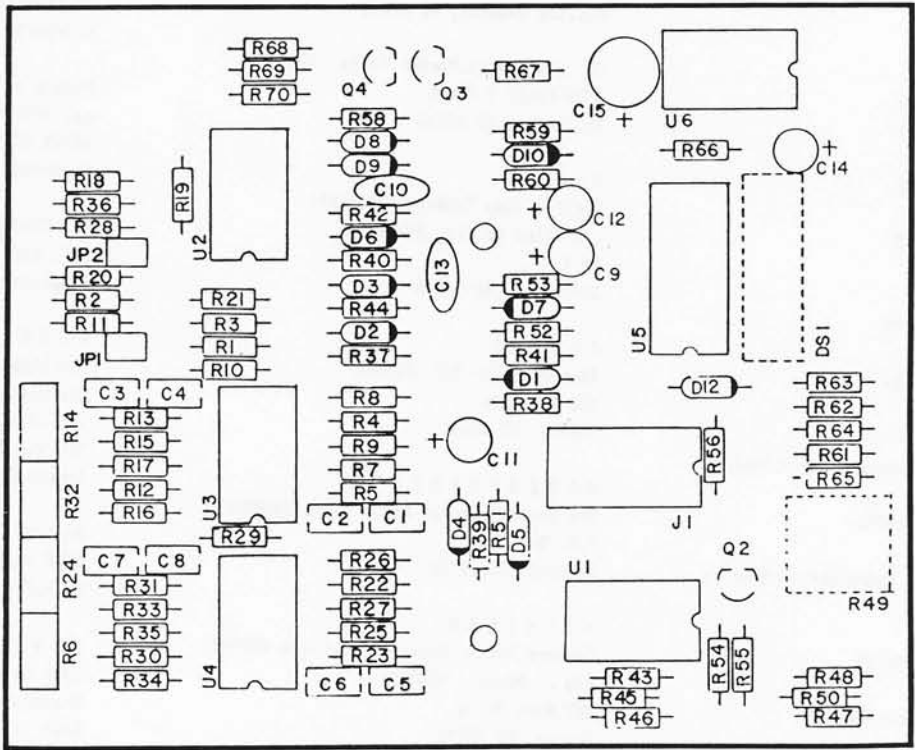 R68
R69
R70
Q4
Q3
R67
C15
+
U6
R58
D8
D9
C10
R59
D10
R60
R66
+
C14
R18
R36
R28
JP2
R20
R2
R11
JP1
R19
U2
R42
D6
R40
D3
R44
D2
R37
C13
+
C12
+
C9
R53
D7
R52
R41
D1
R38
U5
DS1
R21
R3
R1
R10
D12
R63
R62
R64
R61
R65
C3
C4
R14
R13
R15
R17
R12
R16
R32
U3
R29
R8
R4
R9
R7
R5
C2
C1
+
C11
R56
J1
D4
R39
R51
D5
C7
C8
R24
R31
R33
R35
R30
R34
R6
U4
R26
R22
R27
R25
R23
C6
C5
U1
Q2
R49
R43
R45
R46
R54
R55
R48
R50
R47